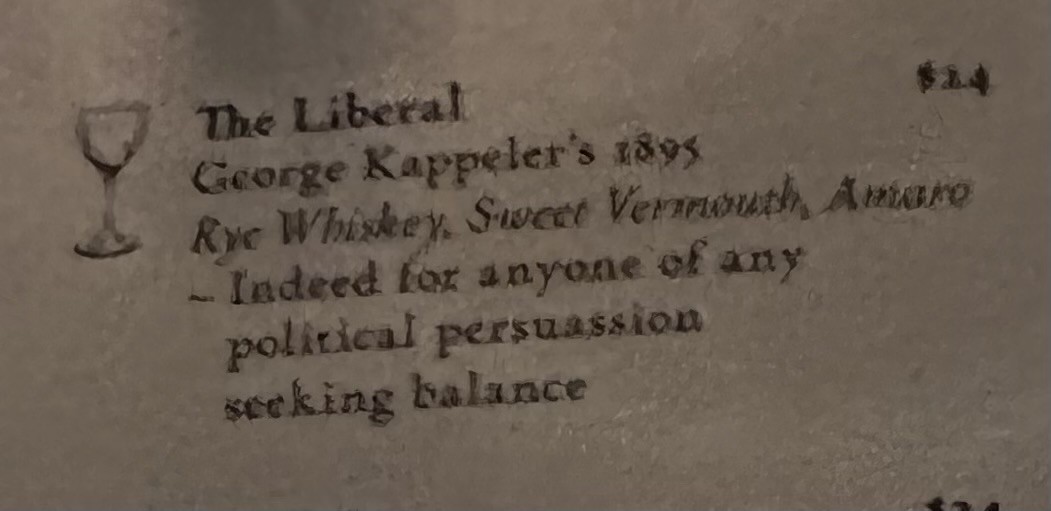 The Liberal
$24
George Kappeler's 1895
Rye Whiskey, Sweet Vermouth, Amaro
~ Indeed for anyone of any
political persuassion
seeking balance
$24